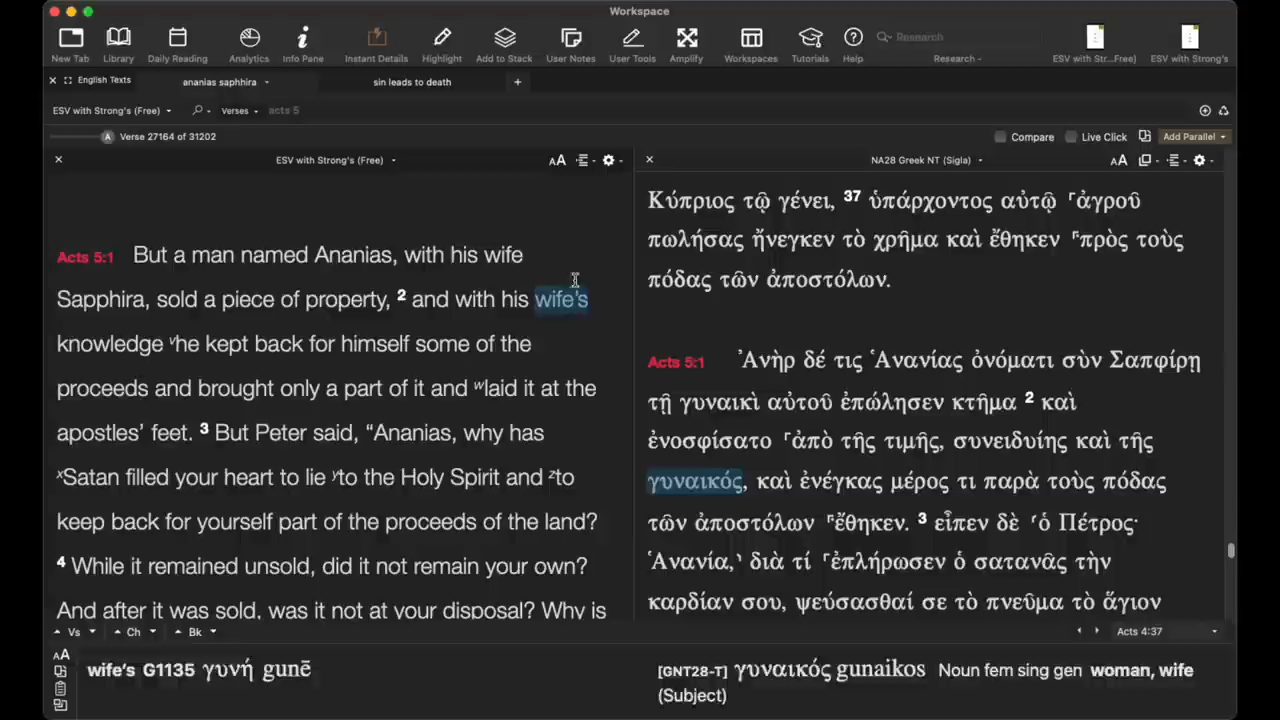 Workspace
New Tab Library Daily Reading Analytics Info Pane Instant Details Highlight Add to Stack User Notes User Tools Amplify Workspaces Tutorials Help Research
Research ESV with Str...Free) ESV with Strong's
English Texts ananias saphhira sin leads to death +
ESV with Strong's (Free) Verses acts 5
A Verse 27164 of 31202 Compare Live Click Add Parallel
ESV with Strong's (Free) AA
NA28 Greek NT (Sigla) AA
Acts 5:1 But a man named Ananias, with his wife
Sapphira, sold a piece of property, 2 and with his wife's
knowledge vhe kept back for himself some of the
proceeds and brought only a part of it and wlaid it at the
apostles’ feet. 3 But Peter said, “Ananias, why has
xSatan filled your heart to lie yto the Holy Spirit and zto
keep back for yourself part of the proceeds of the land?
4 While it remained unsold, did it not remain your own?
And after it was sold, was it not at your disposal? Why is
Κύπριος τῷ γένει, 37 ὑπάρχοντος αὐτῷ ⸀ἀγροῦ
πωλήσας ἤνεγκεν τὸ χρῆμα καὶ ἔθηκεν ⸀πρὸς τοὺς
πόδας τῶν ἀποστόλων.
Acts 5:1 Ἀνὴρ δέ τις Ἁνανίας ὀνόματι σὺν Σαπφίρῃ
τῇ γυναικὶ αὐτοῦ ἐπώλησεν κτῆμα 2 καὶ
ἐνοσφίσατο ⸀ἀπὸ τῆς τιμῆς, συνειδυίης καὶ τῆς
γυναικός, καὶ ἐνέγκας μέρος τι παρὰ τοὺς πόδας
τῶν ἀποστόλων ⸀ἔθηκεν. 3 εἶπεν δὲ ⸂ὁ Πέτρος·
Ἁνανία,⸃ διὰ τί ⸀ἐπλήρωσεν ὁ σατανᾶς τὴν
καρδίαν σου, ψεύσασθαί σε τὸ πνεῦμα τὸ ἅγιον
Vs Ch Bk Acts 4:37
AA
wife's G1135 γυνή gunē
[GNT28-T] γυναικός gunaikos Noun fem sing gen woman, wife
(Subject)